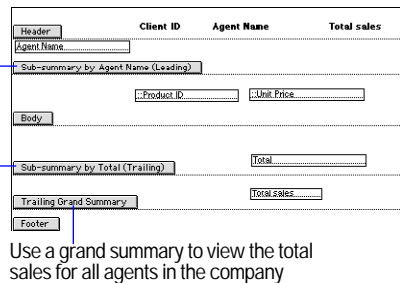 Client ID Agent Name Total sales
Header
Agent Name
Sub-summary by Agent Name (Leading)
::Product ID ::Unit Price
Body
Total
Sub-summary by Total (Trailing)
Total sales
Trailing Grand Summary
Footer
Use a grand summary to view the total
sales for all agents in the company